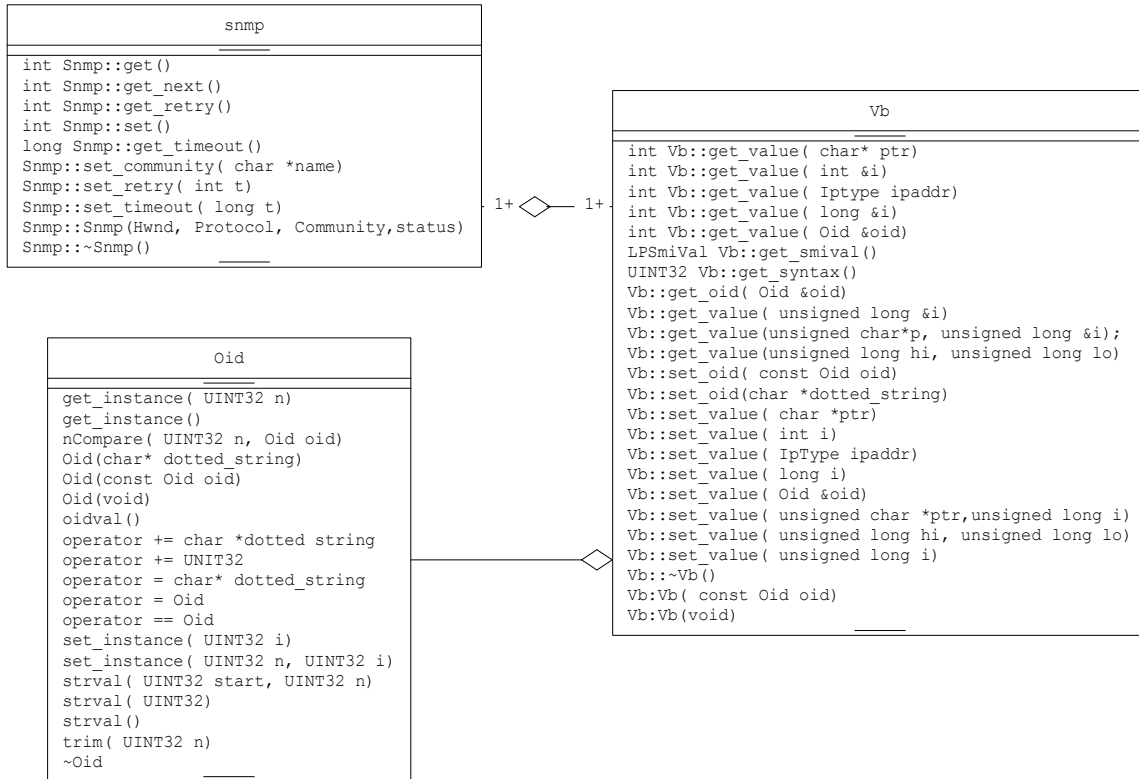 snmp
int Snmp::get()
int Snmp::get_next()
int Snmp::get_retry()
int Snmp::set()
long Snmp::get_timeout()
Snmp::set_community( char *name)
Snmp::set_retry( int t)
Snmp::set_timeout( long t)
Snmp::Snmp(Hwnd, Protocol, Community,status)
Snmp::~Snmp()
1+
1+
Vb
int Vb::get_value( char* ptr)
int Vb::get_value( int &i)
int Vb::get_value( Iptype ipaddr)
int Vb::get_value( long &i)
int Vb::get_value( Oid &oid)
LPSmiVal Vb::get_smival()
UINT32 Vb::get_syntax()
Vb::get_oid( Oid &oid)
Vb::get_value( unsigned long &i)
Vb::get_value(unsigned char*p, unsigned long &i);
Vb::get_value(unsigned long hi, unsigned long lo)
Vb::set_oid( const Oid oid)
Vb::set_oid(char *dotted_string)
Vb::set_value( char *ptr)
Vb::set_value( int i)
Vb::set_value( IpType ipaddr)
Vb::set_value( long i)
Vb::set_value( Oid &oid)
Vb::set_value( unsigned char *ptr,unsigned long i)
Vb::set_value( unsigned long hi, unsigned long lo)
Vb::set_value( unsigned long i)
Vb::~Vb()
Vb:Vb( const Oid oid)
Vb:Vb(void)
Oid
get_instance( UINT32 n)
get_instance()
nCompare( UINT32 n, Oid oid)
Oid(char* dotted_string)
Oid(const Oid oid)
Oid(void)
oidval()
operator += char *dotted string
operator += UNIT32
operator = char* dotted_string
operator = Oid
operator == Oid
set_instance( UINT32 i)
set_instance( UINT32 n, UINT32 i)
strval( UINT32 start, UINT32 n)
strval( UINT32)
strval()
trim( UINT32 n)
~Oid